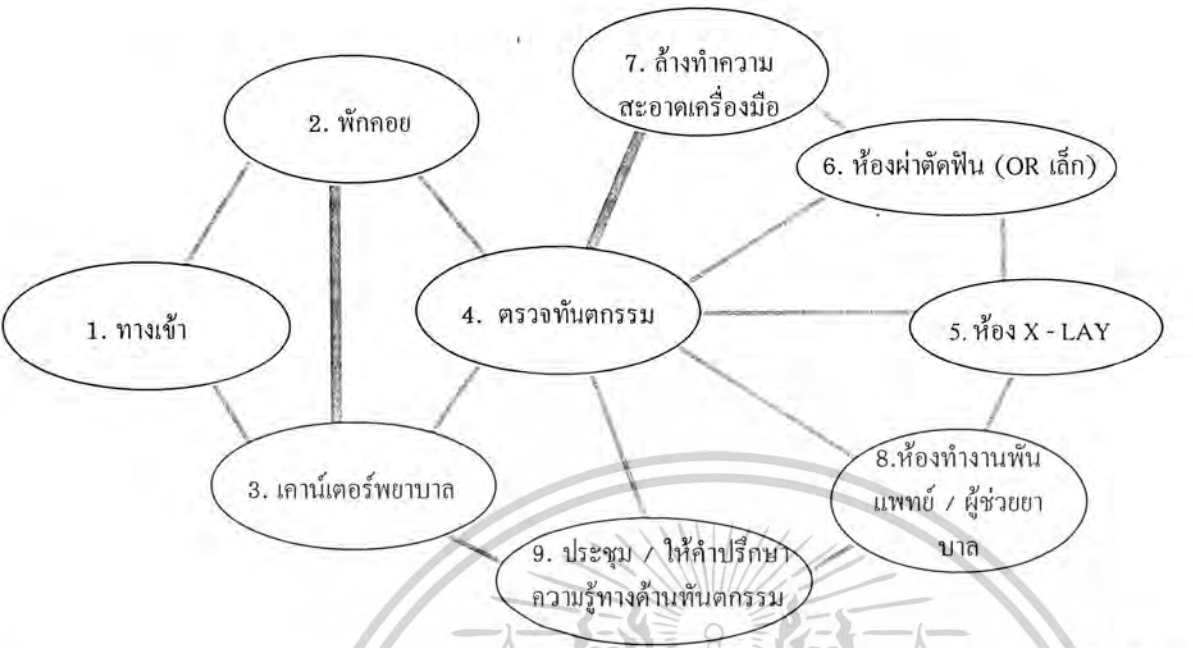 1. ทางเข้า
2. พักคอย
3. เคาน์เตอร์พยาบาล
4. ตรวจทันตกรรม
5. ห้อง X - LAY
6. ห้องผ่าตัดฟัน (OR เล็ก)
7. ล้างทำความ
สะอาดเครื่องมือ
8.ห้องทำงานพัน
แพทย์ / ผู้ช่วยยา
บาล
9. ประชุม / ให้คำปรึกษา
ความรู้ทางด้านทันตกรรม